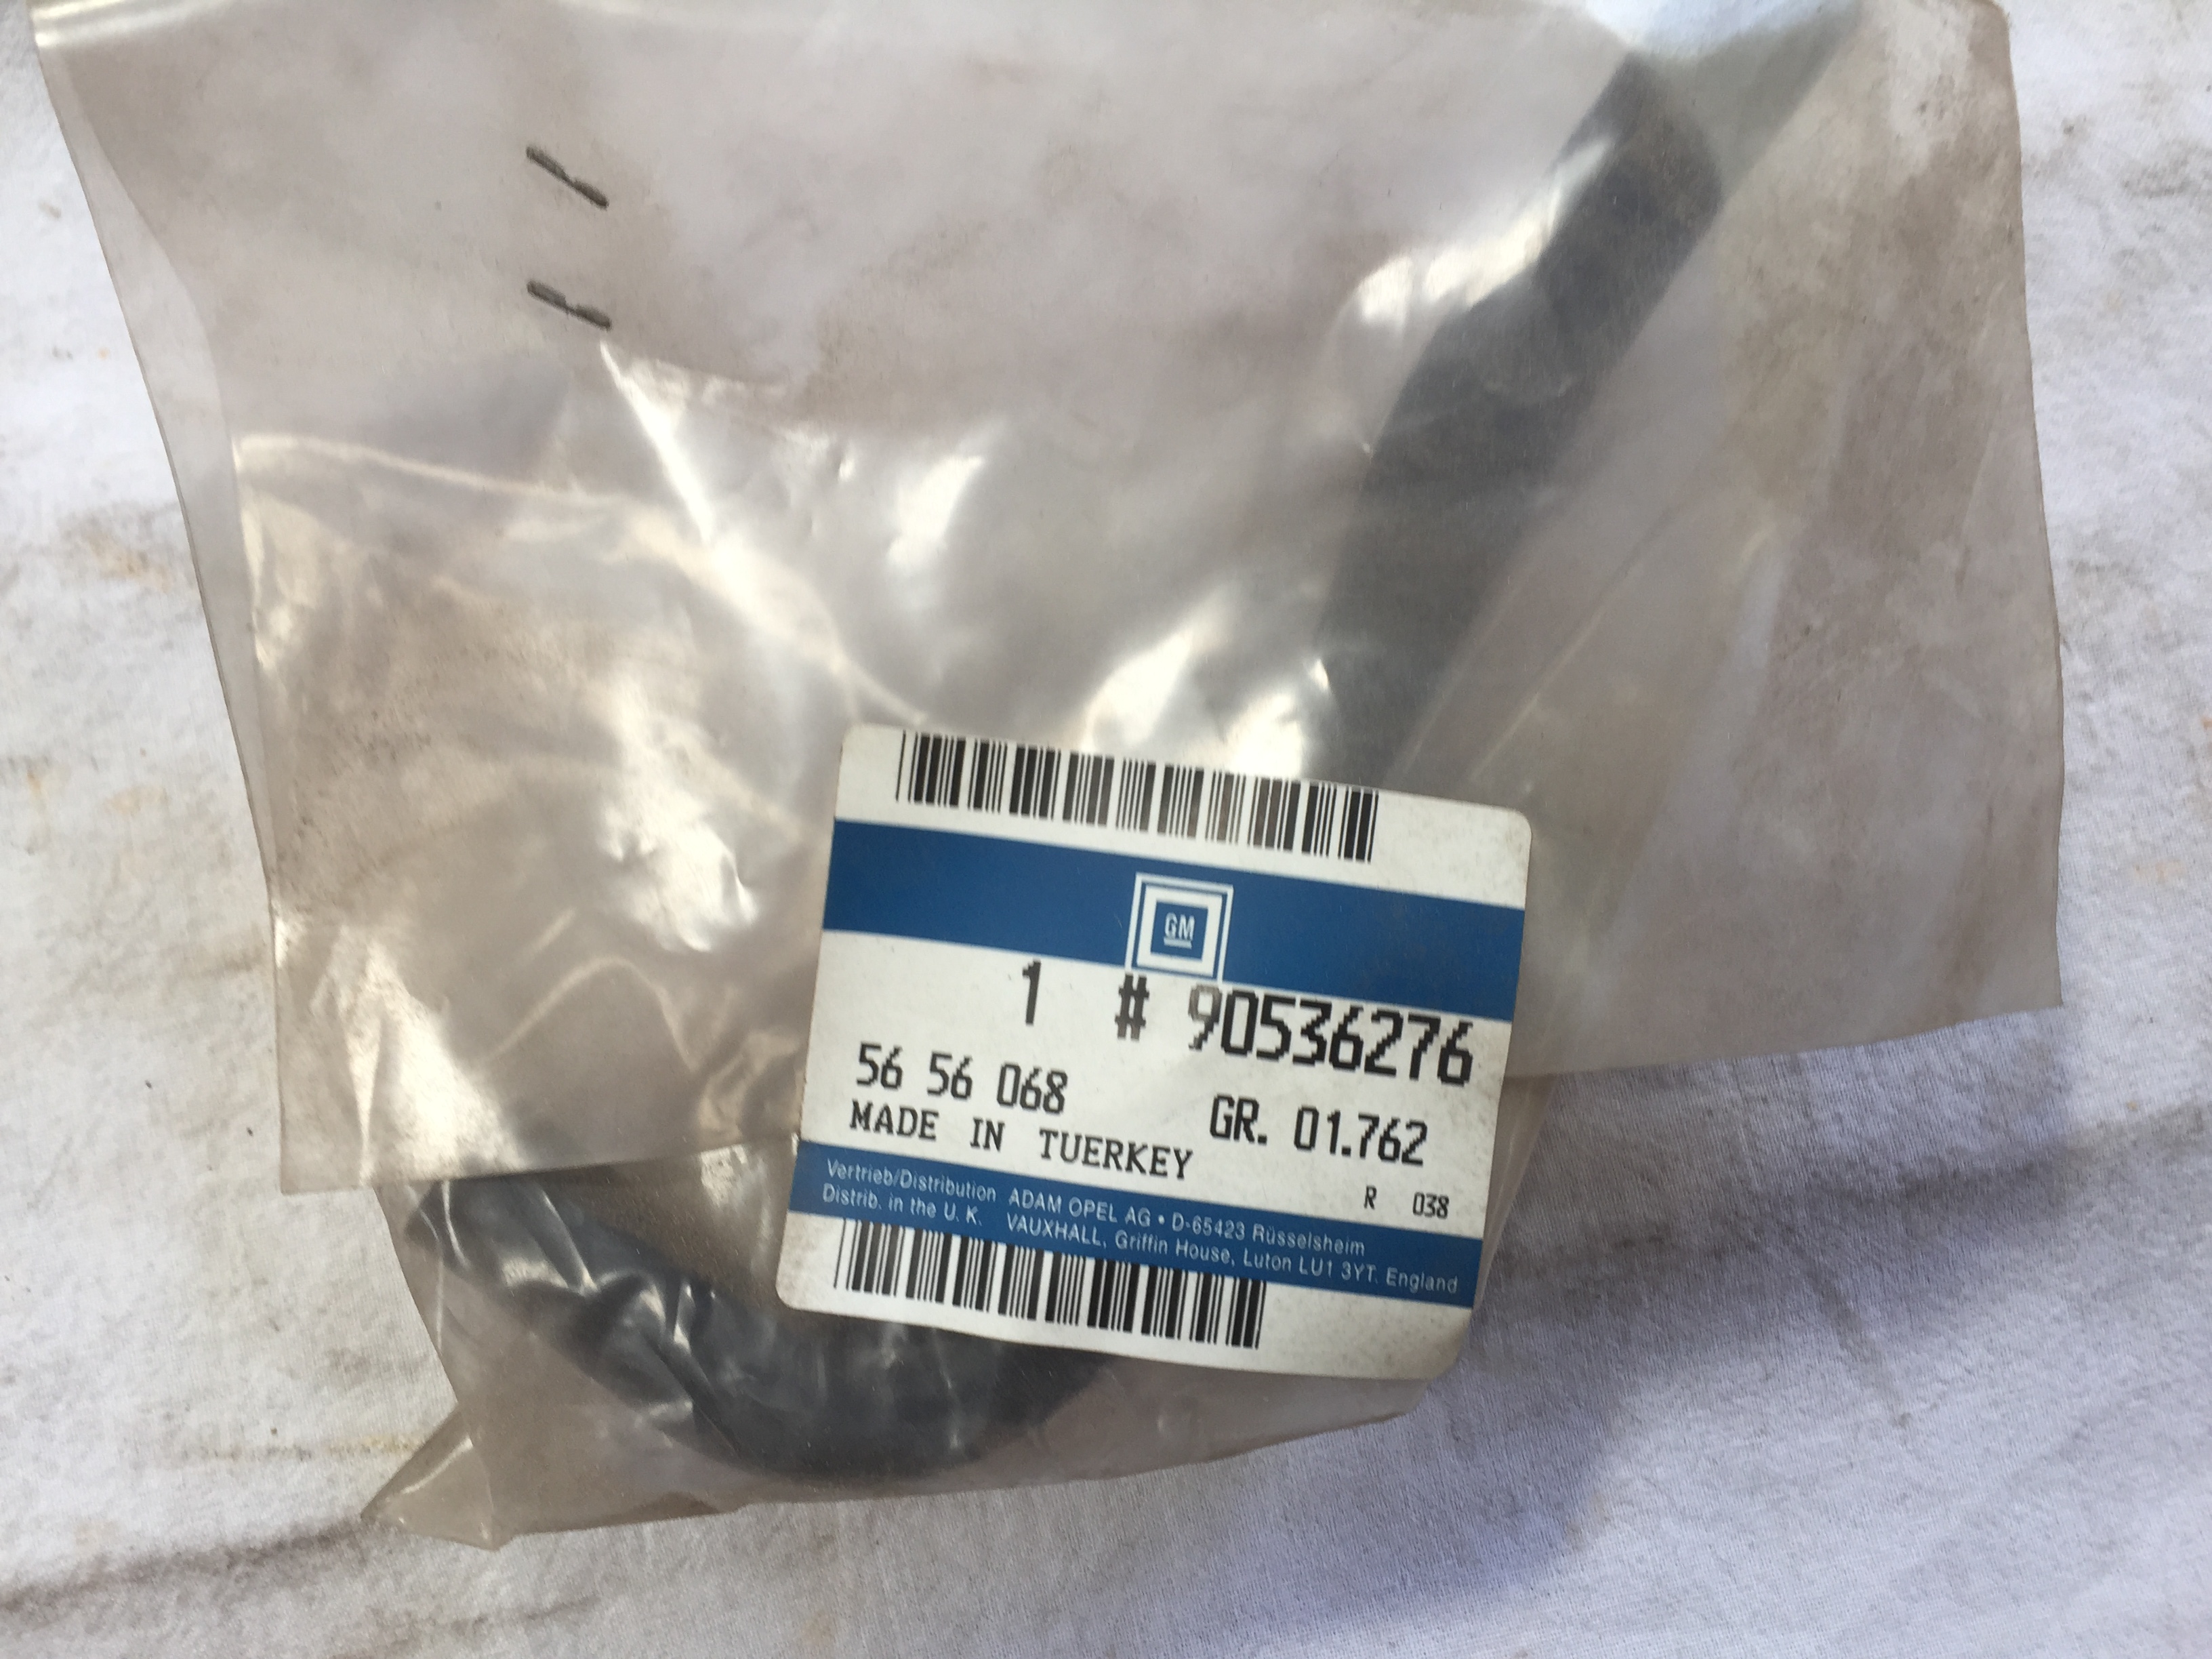 GM
1 # 90536276
56 56 068 GR. 01.762
MADE IN TUERKEY
R 038
Vertrieb/Distribution ADAM OPEL AG • D-65423 Rüsselsheim
Distrib. in the U. K. VAUXHALL, Griffin House, Luton LU1 3YT. England